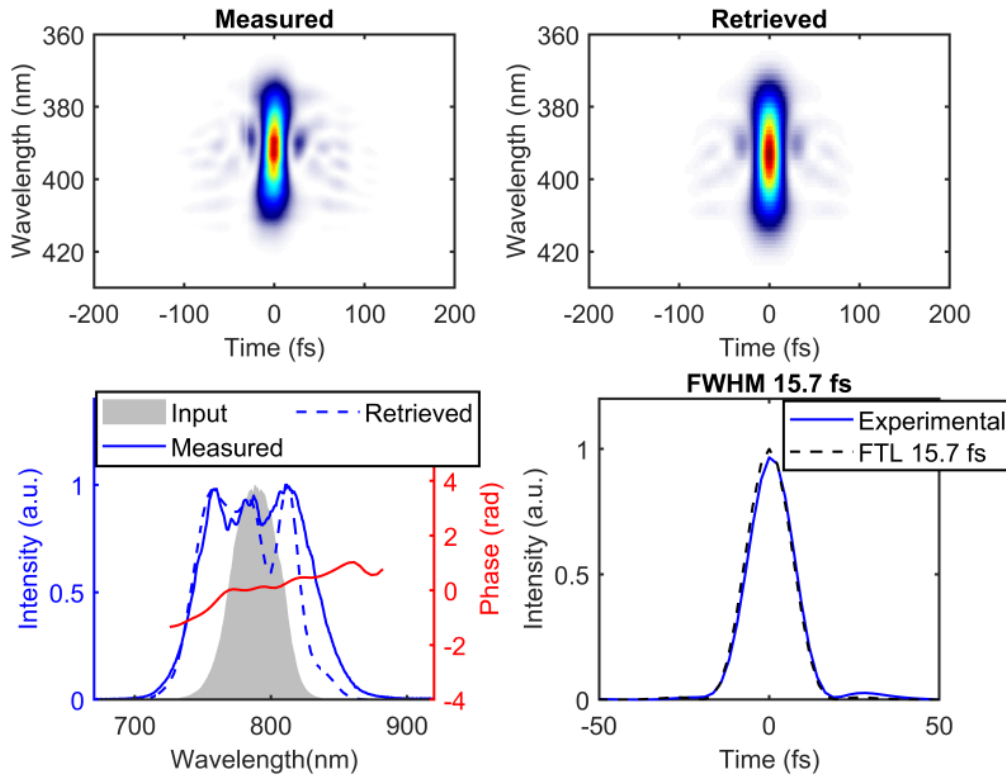 Measured
360
380
400
420
Wavelength (nm)
-200 -100 0 100 200
Time (fs)
Retrieved
360
380
400
420
Wavelength (nm)
-200 -100 0 100 200
Time (fs)
Input
Retrieved
Measured
1
0.5
0
Intensity (a.u.)
4
2
0
-2
-4
Phase (rad)
700 800 900
Wavelength(nm)
FWHM 15.7 fs
Experimental
FTL 15.7 fs
1
0.5
0
Intensity (a.u.)
-50 0 50
Time (fs)